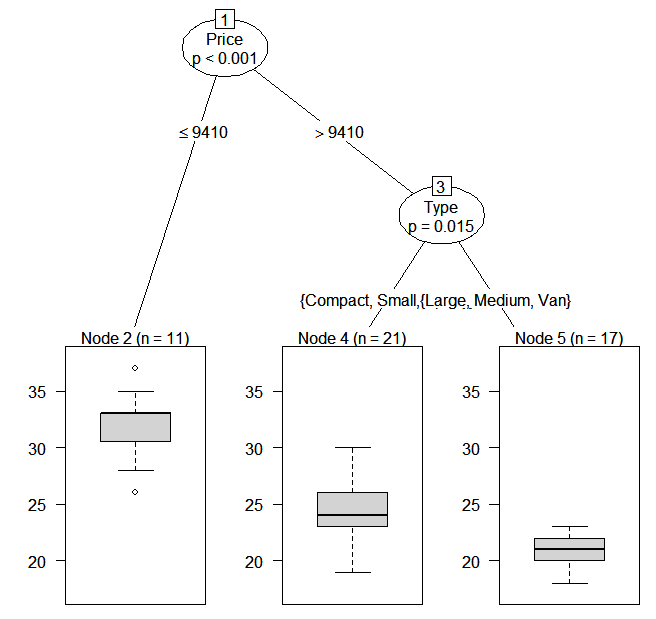 1
Price
p < 0.001
≤ 9410
> 9410
3
Type
p = 0.015
{Compact, Small,
{Large, Medium, Van}
Node 2 (n = 11)
35
30
25
20
Node 4 (n = 21)
35
30
25
20
Node 5 (n = 17)
35
30
25
20